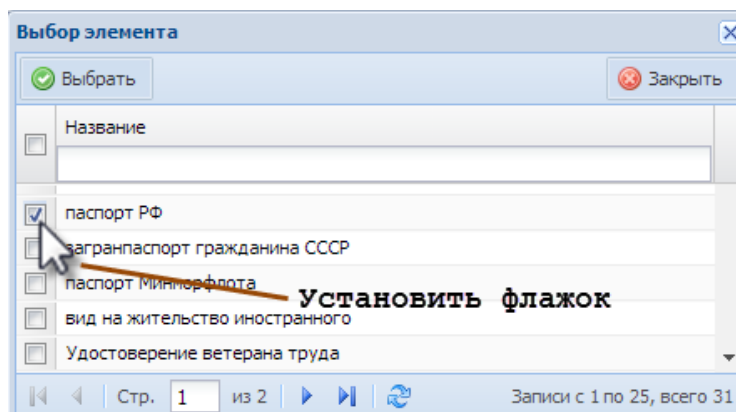 Выбор элемента
Выбрать Закрыть
Название
паспорт РФ
загранпаспорт гражданина СССР
паспорт Минморфлота
Установить флажок
вид на жительство иностранного
Удостоверение ветерана труда
Стр. 1 из 2 Записи с 1 по 25, всего 31